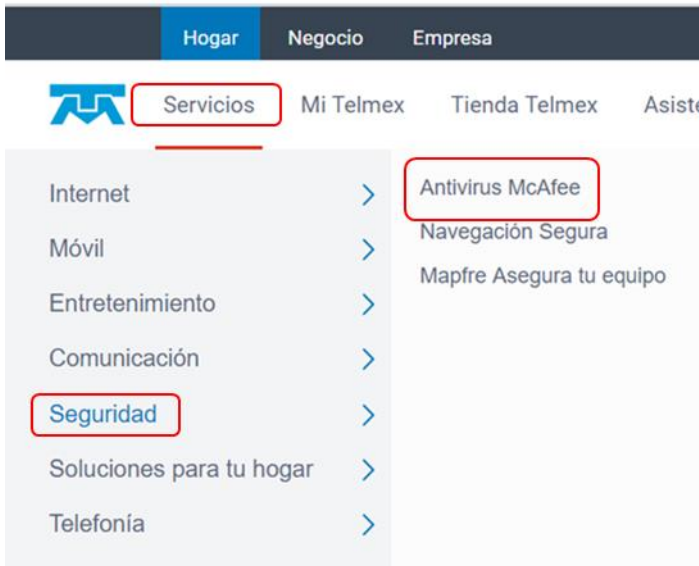 Hogar Negocio Empresa
Servicios Mi Telmex Tienda Telmex Asiste
Internet
Móvil
Entretenimiento
Comunicación
Seguridad
Soluciones para tu hogar
Telefonía
Antivirus McAfee
Navegación Segura
Mapfre Asegura tu equipo